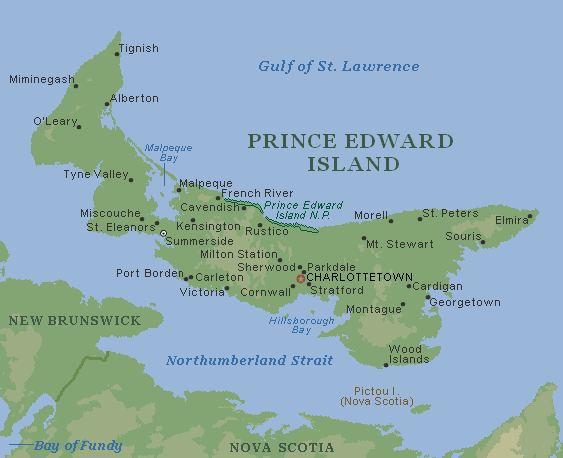 Tignish
Gulf of St. Lawrence
Miminegash
Alberton
O'Leary
PRINCE EDWARD
ISLAND
Malpeque
Bay
Tyne Valley
Malpeque
French River
Prince Edward
Island N.P.
Cavendish
Miscouche
St. Eleanors
Kensington
Rustico
Morell
St. Peters
Elmira
Summerside
Mt. Stewart
Souris
Milton Station
Sherwood
Parkdale
Port Borden
Carleton
CHARLOTTETOWN
Victoria
Cornwall
Stratford
Cardigan
Georgetown
Montague
Hillsborough
Bay
NEW BRUNSWICK
Northumberland Strait
Wood
Islands
Pictou I.
(Nova Scotia)
Bay of Fundy
NOVA SCOTIA